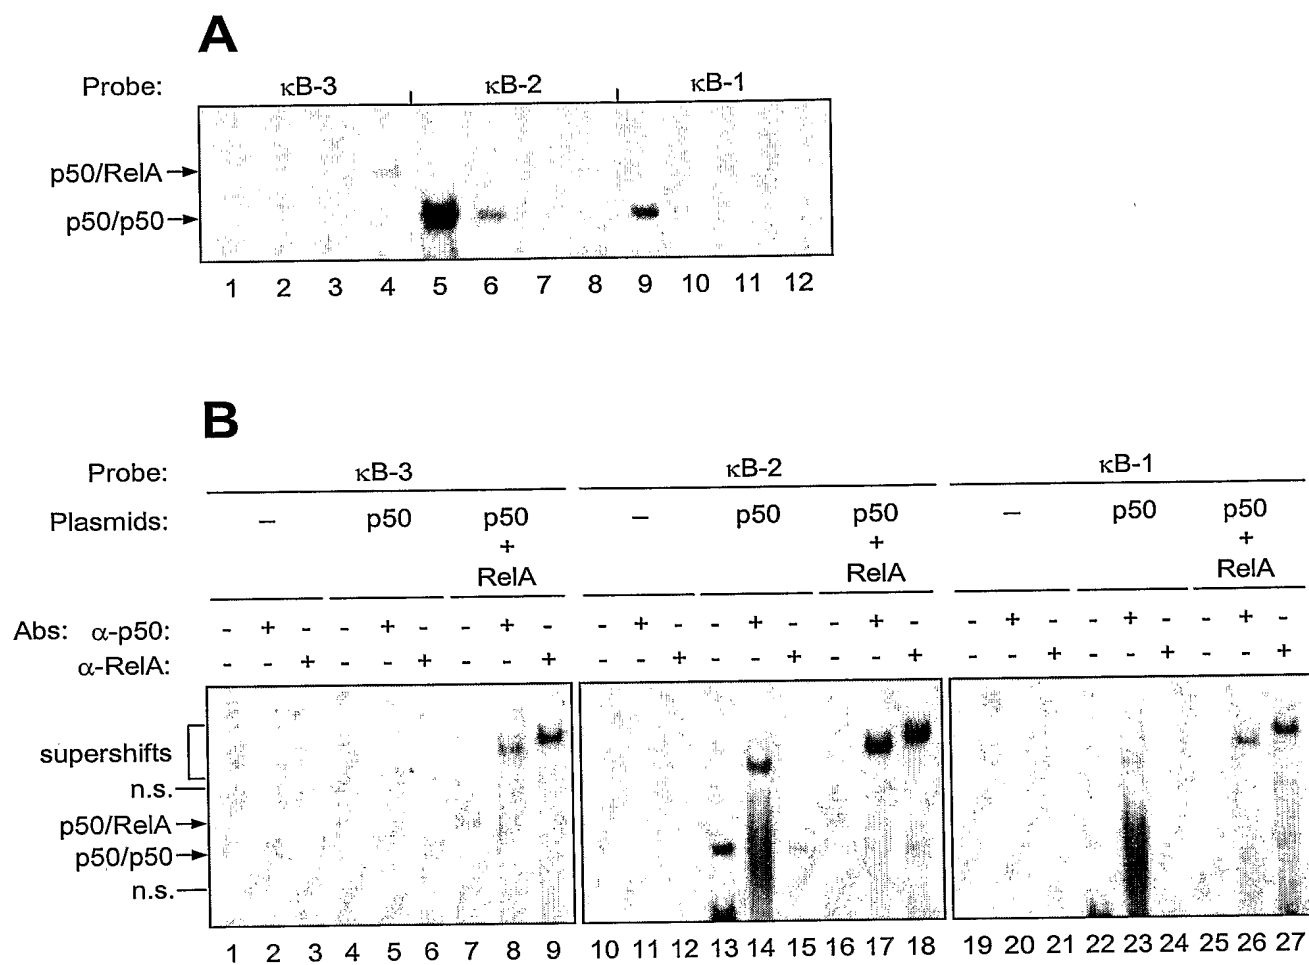 A
Probe: κB-3 κB-2 κB-1
p50/RelA
p50/p50
1 2 3 4 5 6 7 8 9 10 11 12
B
Probe: κB-3 κB-2 κB-1
Plasmids: – p50 p50 – p50 p50 – p50 p50
+ + +
RelA RelA RelA
Abs: α-p50: - + - - + - - + - - + - - + - - + - - + - - + - - + -
α-RelA: - - + - - + - - + - - + - - + - - + - - + - - + - - +
supershifts
n.s.
p50/RelA
p50/p50
n.s.
1 2 3 4 5 6 7 8 9 10 11 12 13 14 15 16 17 18 19 20 21 22 23 24 25 26 27